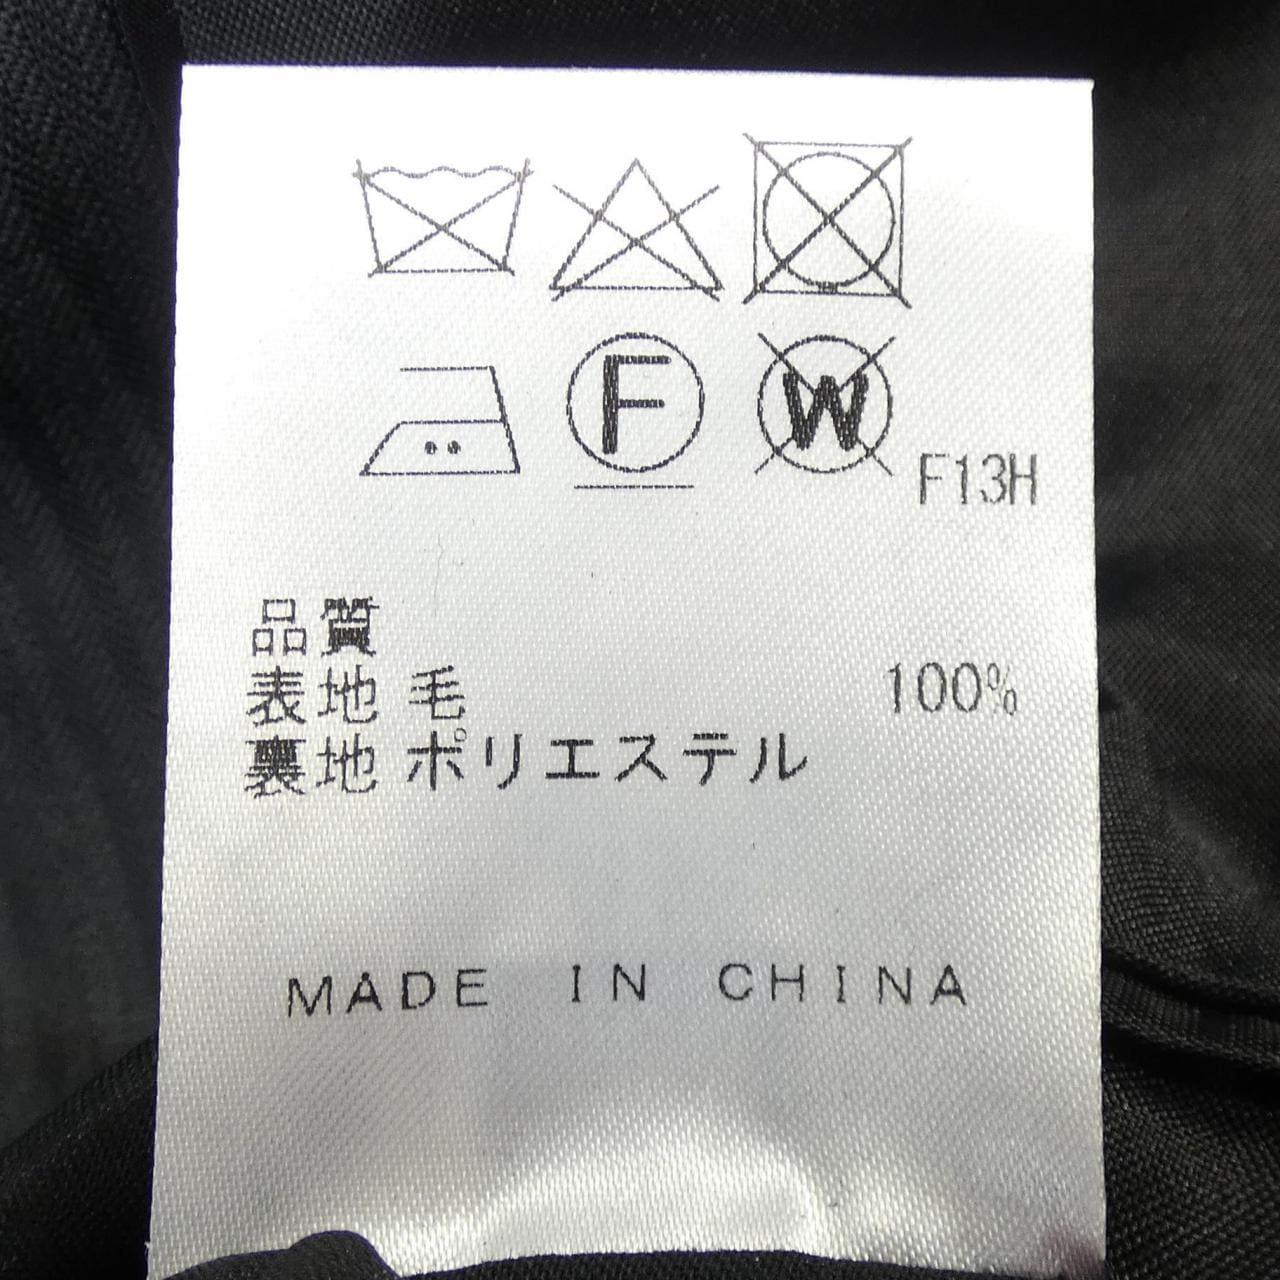 F W F13H
品質
表地 毛 100%
裏地 ポリエステル
MADE IN CHINA